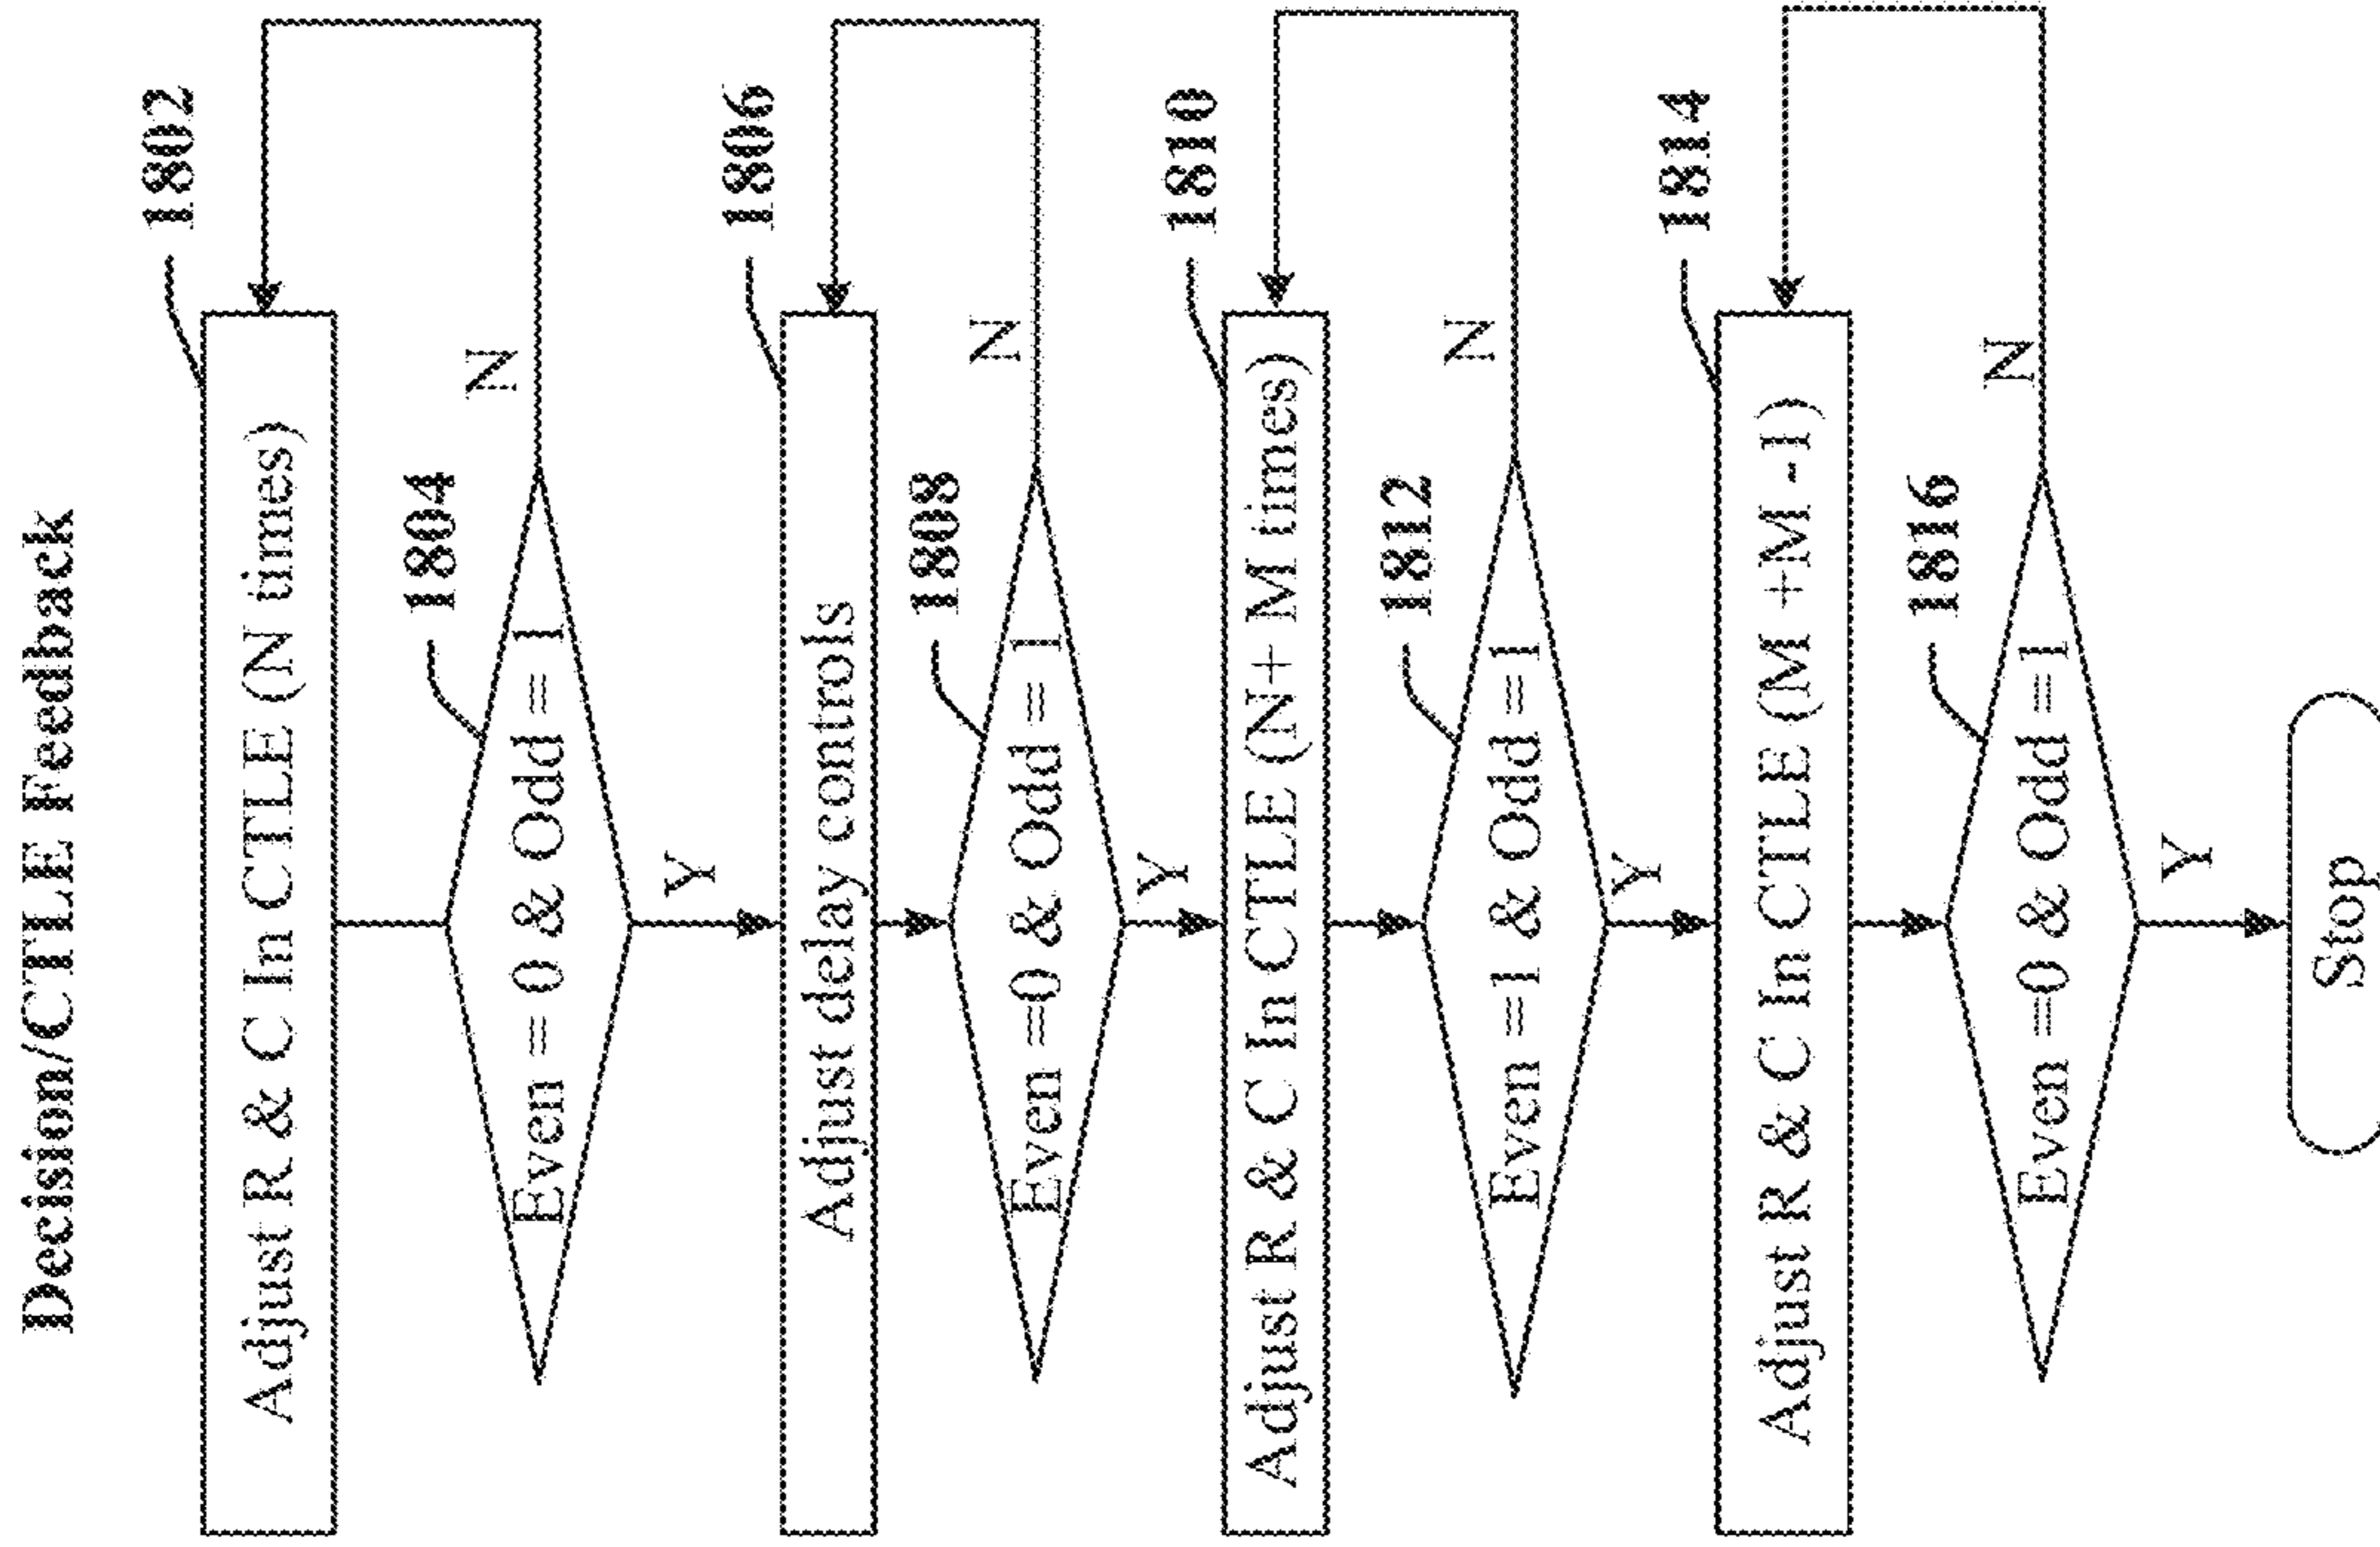 Decision/CTLE Feedback
1802
Adjust R & C In CTLE (N times)
1804
Even = 0 & Odd = 1
N
Y
1806
Adjust delay controls
1808
Even =0 & Odd = 1
N
Y
1810
Adjust R & C In CTLE (N+ M times)
1812
Even =1 & Odd = 1
N
Y
1814
Adjust R & C In CTLE (M +M -1)
1816
Even =0 & Odd = 1
N
Y
Stop